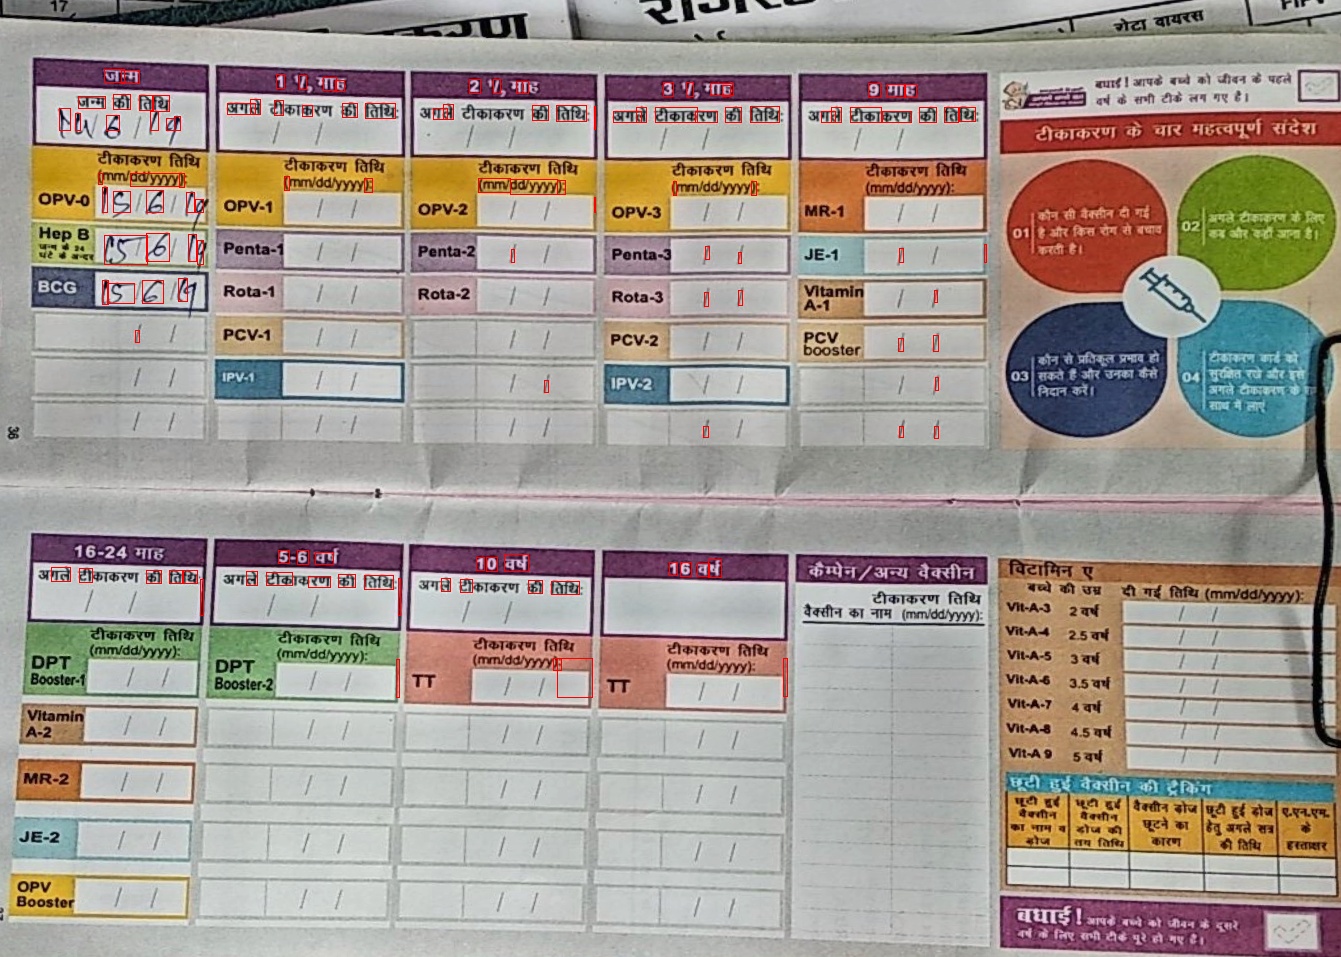 17
गेटा वायरस
जन्म
जन्म की तिथि
टीकाकरण तिथि
(mm/dd/yyyy):
OPV-0 15/6/19
Hep B
जन्म के 24
घंटे के अन्दर
BCG 15/6/19
1 1/2 माह
अगले टीकाकरण की तिथि:
/ /
टीकाकरण तिथि
(mm/dd/yyyy):
OPV-1 / /
Penta-1 / /
Rota-1 / /
PCV-1 / /
IPV-1 / /
2 1/2 माह
अगले टीकाकरण की तिथि:
/ /
टीकाकरण तिथि
(mm/dd/yyyy):
OPV-2 / /
Penta-2 / /
Rota-2 / /
3 1/2 माह
अगले टीकाकरण की तिथि:
/ /
टीकाकरण तिथि
(mm/dd/yyyy):
OPV-3 / /
Penta-3 / /
Rota-3 / /
PCV-2 / /
IPV-2 / /
9 माह
अगले टीकाकरण की तिथि:
/ /
टीकाकरण तिथि
(mm/dd/yyyy):
MR-1 / /
JE-1 / /
Vitamin
A-1 / /
PCV
booster / /
बधाई! आपके बच्चे को जीवन के पहले
वर्ष के सभी टीके लग गए है।
टीकाकरण के चार महत्वपूर्ण संदेश
01
कौन सी वैक्सीन दी गई
है और किस रोग से बचाव
करती है।
02
अगले टीकाकरण के लिए
कब और कहाँ आना है।
03
कौन से प्रतिकूल प्रभाव हो
सकते हैं और उनका कैसे
निदान करें।
04
टीकाकरण कार्ड को
सुरक्षित रखे और इसे
अगले टीकाकरण के
साथ में लाएं
36
16-24 माह
अगले टीकाकरण की तिथि:
/ /
टीकाकरण तिथि
(mm/dd/yyyy):
DPT
Booster-1 / /
Vitamin
A-2 / /
MR-2 / /
JE-2 / /
OPV
Booster / /
5-6 वर्ष
अगले टीकाकरण की तिथि:
/ /
टीकाकरण तिथि
(mm/dd/yyyy):
DPT
Booster-2 / /
10 वर्ष
अगले टीकाकरण की तिथि:
/ /
टीकाकरण तिथि
(mm/dd/yyyy):
TT / /
16 वर्ष
टीकाकरण तिथि
(mm/dd/yyyy):
TT / /
कैम्पेन/अन्य वैक्सीन
टीकाकरण तिथि
वैक्सीन का नाम (mm/dd/yyyy):
विटामिन ए
बच्चे की उम्र दी गई तिथि (mm/dd/yyyy):
Vit-A-3 2 वर्ष / /
Vit-A-4 2.5 वर्ष / /
Vit-A-5 3 वर्ष / /
Vit-A-6 3.5 वर्ष / /
Vit-A-7 4 वर्ष / /
Vit-A-8 4.5 वर्ष / /
Vit-A 9 5 वर्ष / /
छूटी हुई वैक्सीन की ट्रैकिंग
छूटी हुई
वैक्सीन
का नाम व
डोज
छूटी हुई
वैक्सीन
डोज की
तय तिथि
वैक्सीन डोज
छूटने का
कारण
छूटी हुई डोज
हेतु अगले सत्र
की तिथि
ए.एन.एम.
के
हस्ताक्षर
बधाई! आपके बच्चे को जीवन के दूसरे
वर्ष के लिए सभी टीके पूरे हो गए हैं।